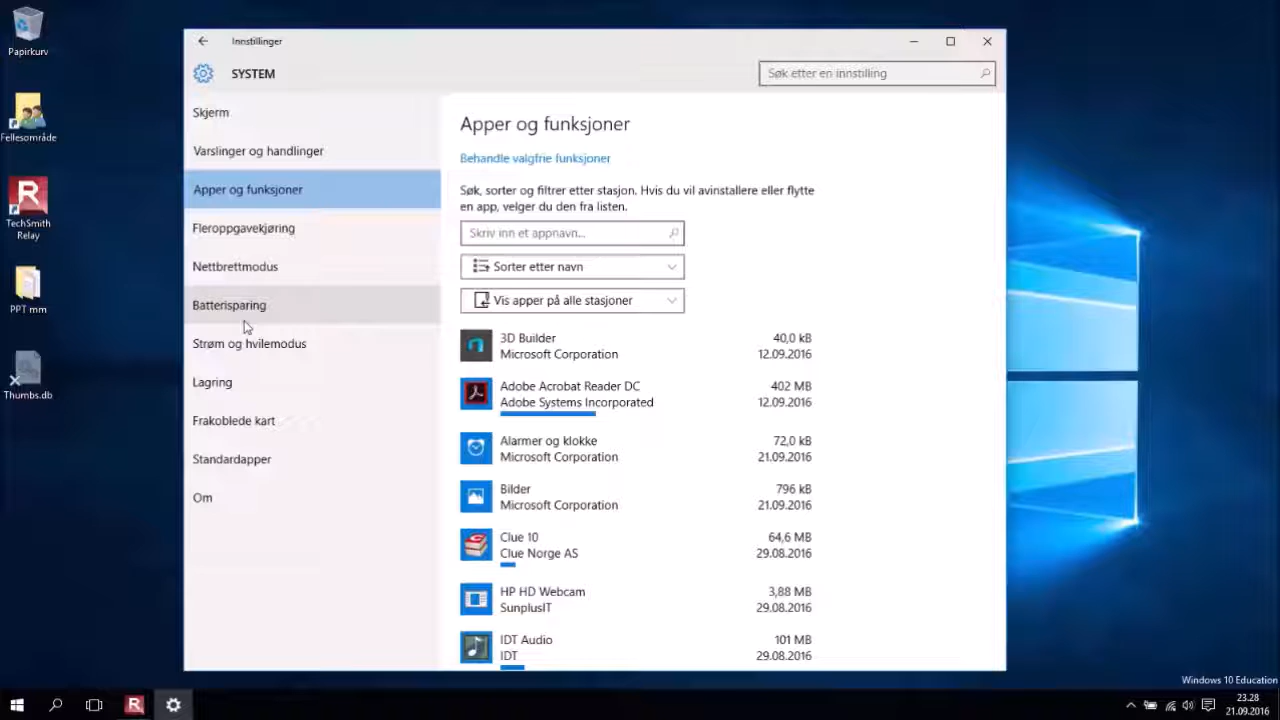 Papirkurv
Fellesområde
TechSmith
Relay
PPT mm
Thumbs.db
Innstillinger
SYSTEM
Søk etter en innstilling
Skjerm
Varslinger og handlinger
Apper og funksjoner
Fleroppgavekjøring
Nettbrettmodus
Batterisparing
Strøm og hvilemodus
Lagring
Frakoblede kart
Standardapper
Om
Apper og funksjoner
Behandle valgfrie funksjoner
Søk, sorter og filtrer etter stasjon. Hvis du vil avinstallere eller flytte
en app, velger du den fra listen.
Skriv inn et appnavn...
Sorter etter navn
Vis apper på alle stasjoner
3D Builder 40,0 kB
Microsoft Corporation 12.09.2016
Adobe Acrobat Reader DC 402 MB
Adobe Systems Incorporated 12.09.2016
Alarmer og klokke 72,0 kB
Microsoft Corporation 21.09.2016
Bilder 796 kB
Microsoft Corporation 21.09.2016
Clue 10 64,6 MB
Clue Norge AS 29.08.2016
HP HD Webcam 3,88 MB
SunplusIT 29.08.2016
IDT Audio 101 MB
IDT 29.08.2016
Windows 10 Education
23.28
21.09.2016